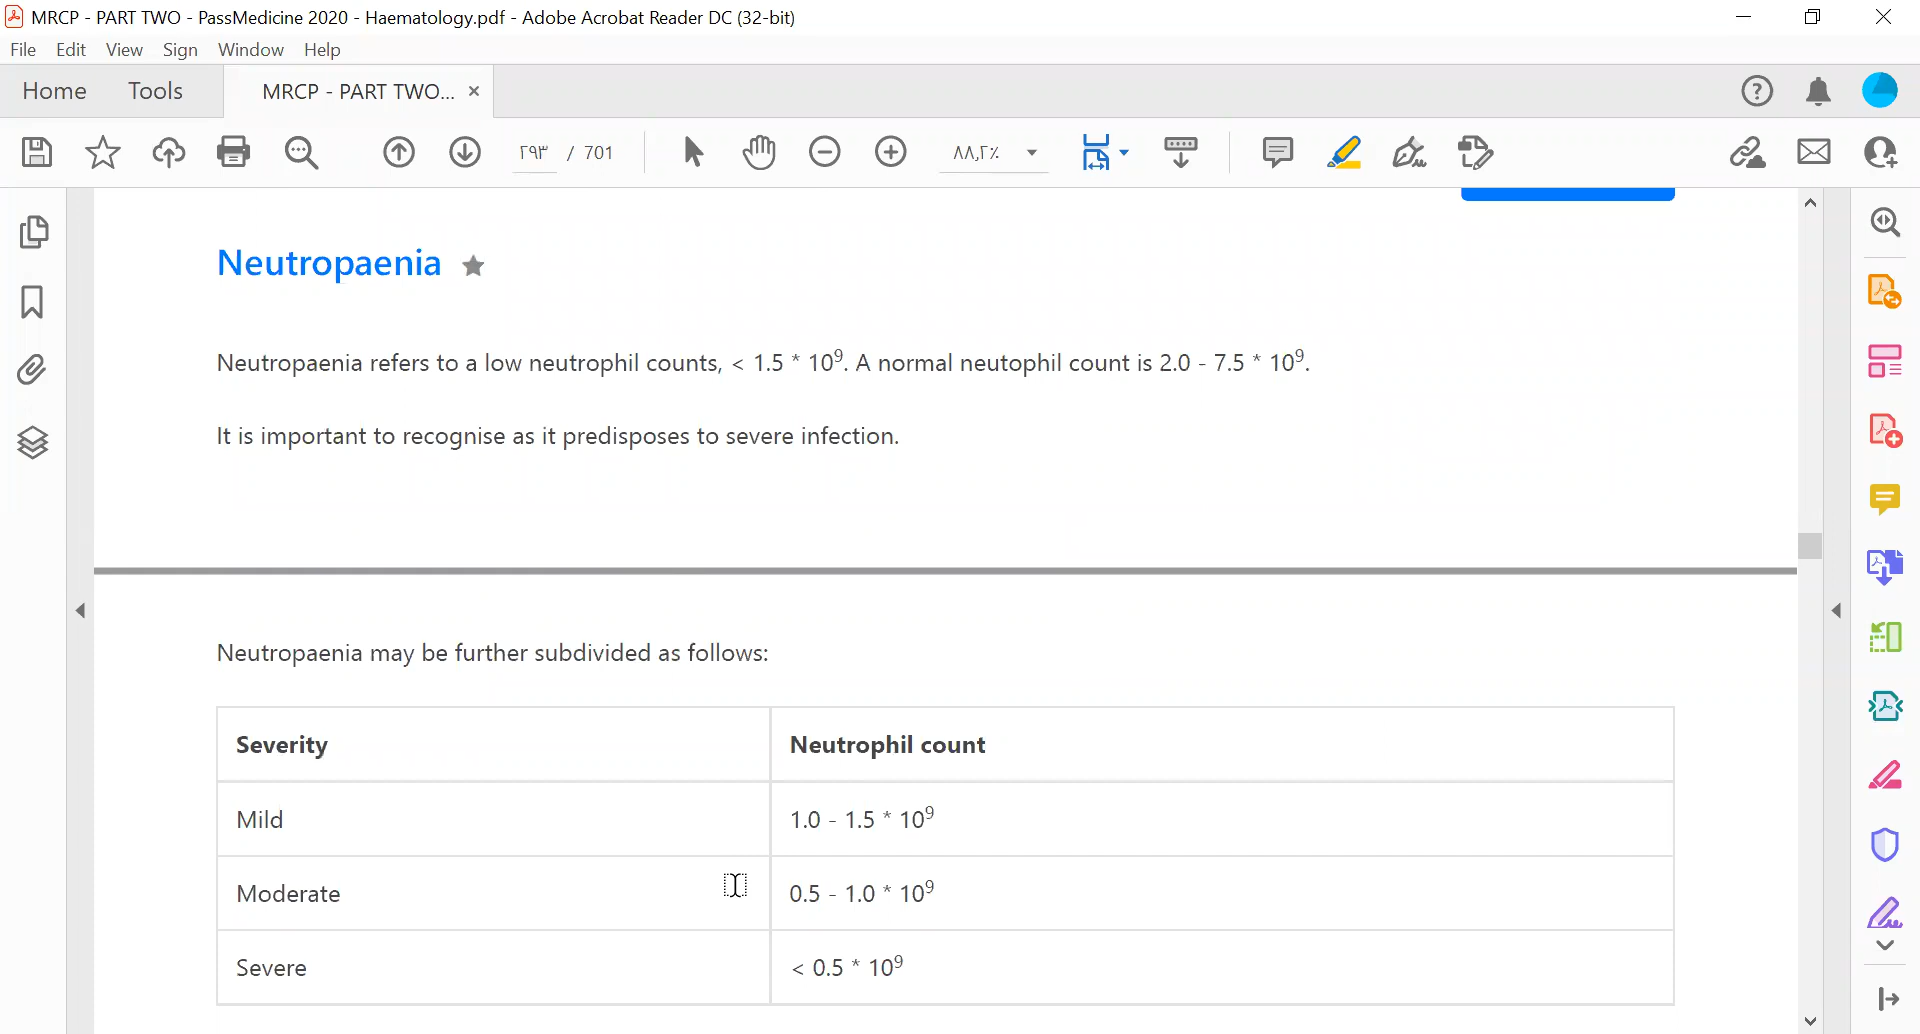 MRCP - PART TWO - PassMedicine 2020 - Haematology.pdf - Adobe Acrobat Reader DC (32-bit)
File Edit View Sign Window Help
Home Tools MRCP - PART TWO... ×
٢٩٣ / 701 ٨٨,٢٪
Neutropaenia
Neutropaenia refers to a low neutrophil counts, < 1.5 * 10⁹. A normal neutophil count is 2.0 - 7.5 * 10⁹.
It is important to recognise as it predisposes to severe infection.
Neutropaenia may be further subdivided as follows:
Severity Neutrophil count
Mild 1.0 - 1.5 * 10⁹
Moderate 0.5 - 1.0 * 10⁹
Severe < 0.5 * 10⁹